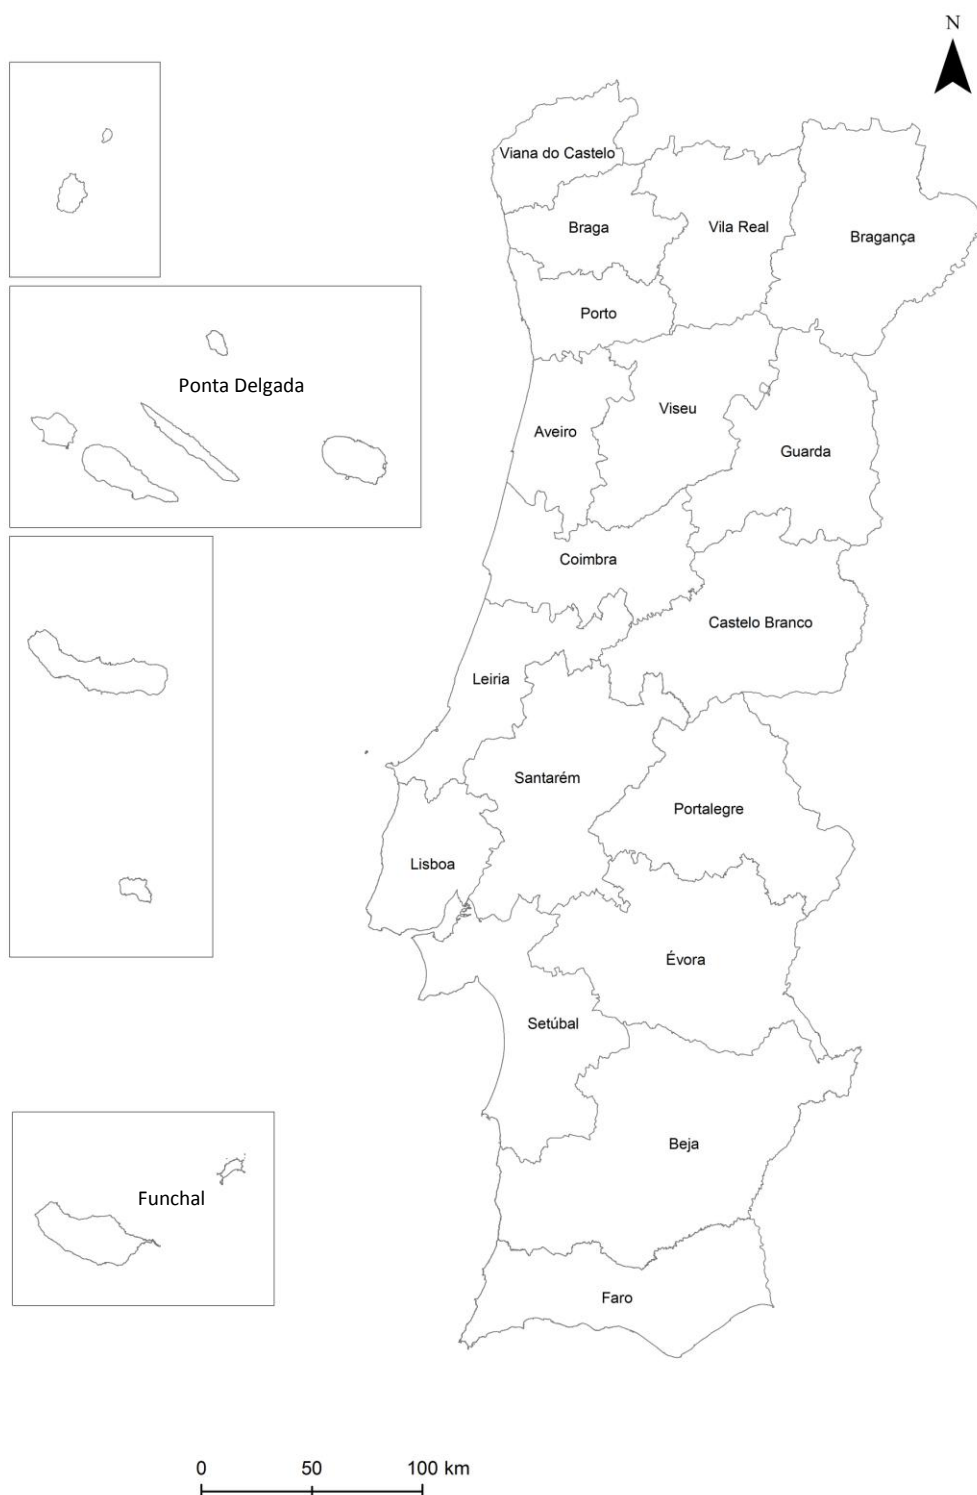 N
Viana do Castelo
Braga
Vila Real
Bragança
Porto
Ponta Delgada
Viseu
Aveiro
Guarda
Coimbra
Castelo Branco
Leiria
Santarém
Portalegre
Lisboa
Évora
Setúbal
Beja
Funchal
Faro
0 50 100 km